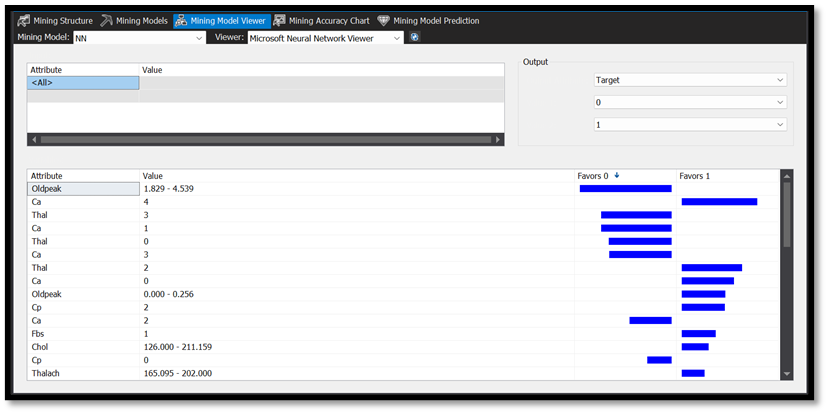 Mining Structure Mining Models Mining Model Viewer Mining Accuracy Chart Mining Model Prediction
Mining Model: NN Viewer: Microsoft Neural Network Viewer
Output
Attribute Value
<All>
Target
0
1
Attribute Value Favors 0 Favors 1
Oldpeak 1.829 - 4.539
Ca 4
Thal 3
Ca 1
Thal 0
Ca 3
Thal 2
Ca 0
Oldpeak 0.000 - 0.256
Cp 2
Ca 2
Fbs 1
Chol 126.000 - 211.159
Cp 0
Thalach 165.095 - 202.000